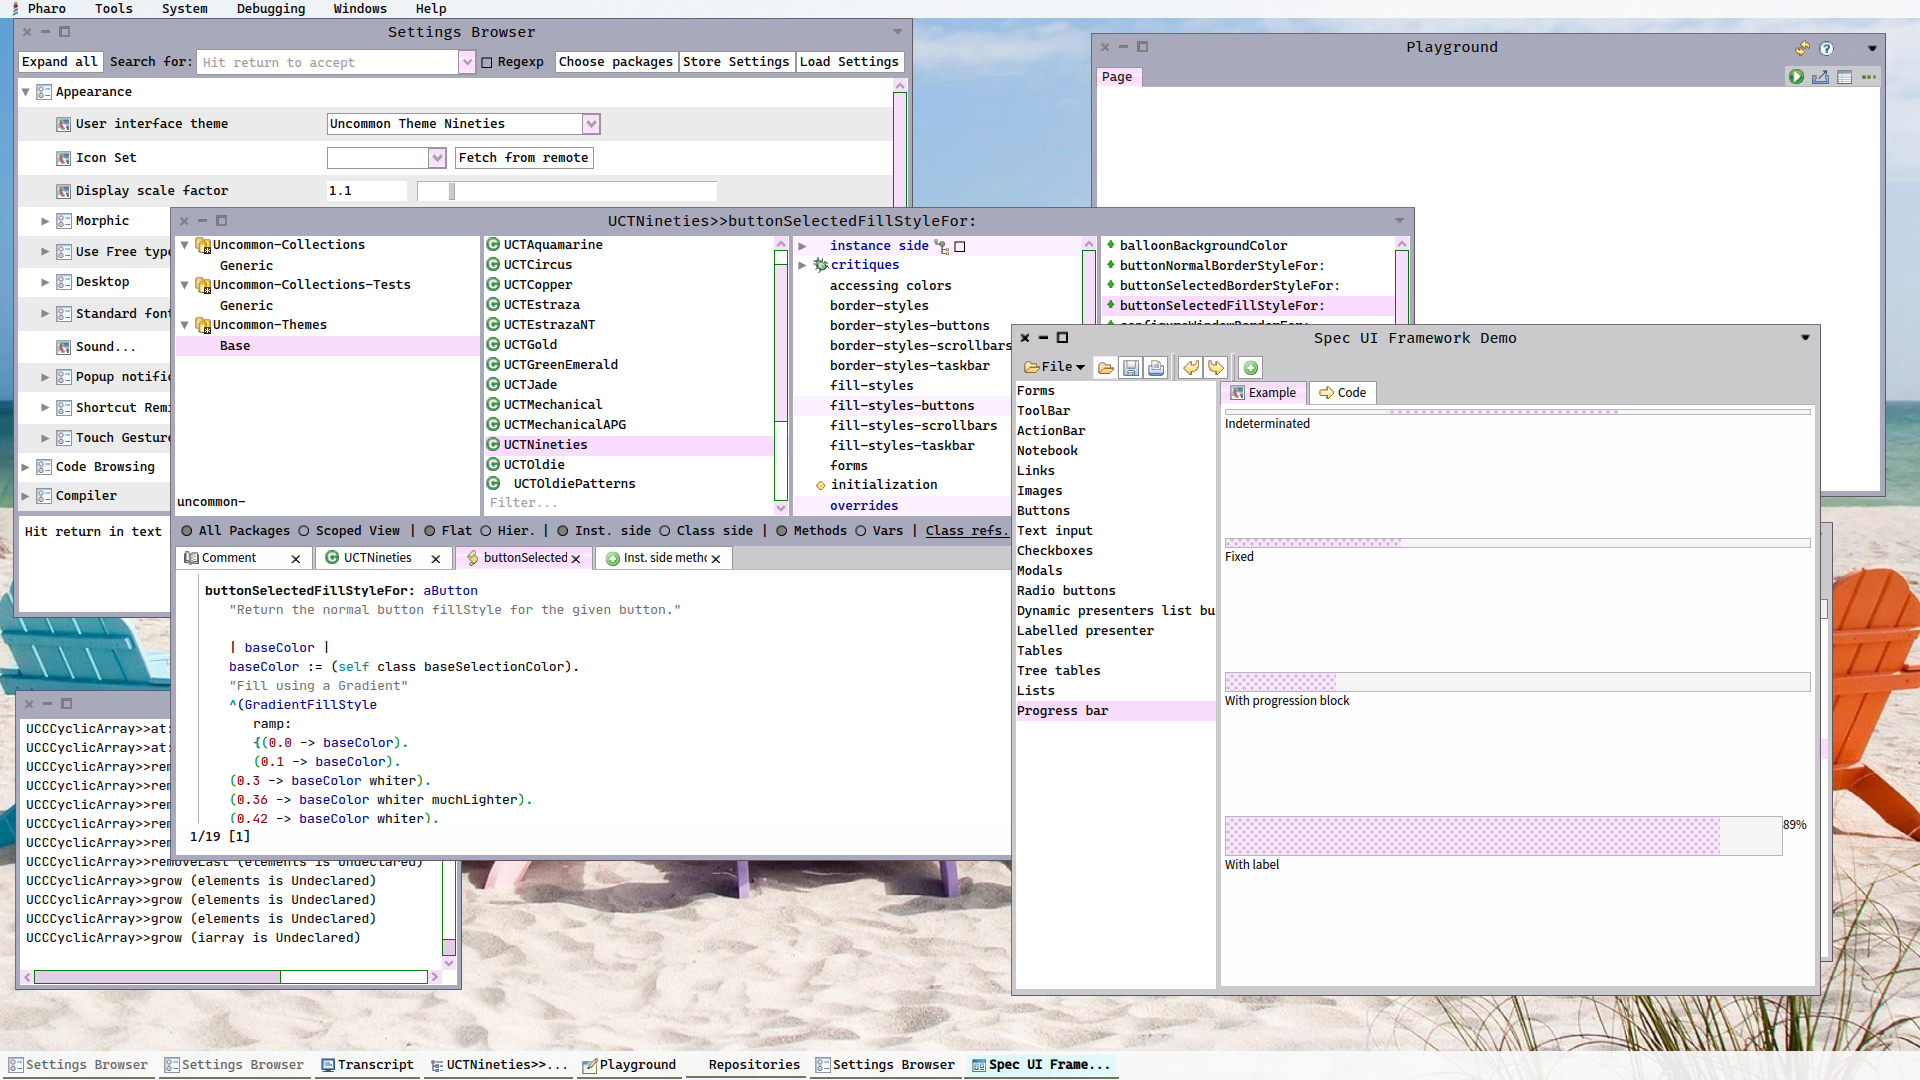 Pharo Tools System Debugging Windows Help
Settings Browser
Expand all Search for: Hit return to accept Regexp Choose packages Store Settings Load Settings
Appearance
User interface theme Uncommon Theme Nineties
Icon Set Fetch from remote
Display scale factor 1.1
Morphic
Use Free type
Desktop
Standard font
Sound...
Popup notific
Shortcut Remi
Touch Gesture
Code Browsing
Compiler
Hit return in text
Playground
Page
UCTNineties>>buttonSelectedFillStyleFor:
Uncommon-Collections
Generic
Uncommon-Collections-Tests
Generic
Uncommon-Themes
Base
uncommon-
UCTAquamarine
UCTCircus
UCTCopper
UCTEstraza
UCTEstrazaNT
UCTGold
UCTGreenEmerald
UCTJade
UCTMechanical
UCTMechanicalAPG
UCTNineties
UCTOldie
UCTOldiePatterns
Filter...
instance side
critiques
accessing colors
border-styles
border-styles-buttons
border-styles-scrollbars
border-styles-taskbar
fill-styles
fill-styles-buttons
fill-styles-scrollbars
fill-styles-taskbar
forms
initialization
overrides
balloonBackgroundColor
buttonNormalBorderStyleFor:
buttonSelectedBorderStyleFor:
buttonSelectedFillStyleFor:
All Packages Scoped View | Flat Hier. | Inst. side Class side | Methods Vars | Class refs.
Comment UCTNineties buttonSelected Inst. side metho
buttonSelectedFillStyleFor: aButton
"Return the normal button fillStyle for the given button."
| baseColor |
baseColor := (self class baseSelectionColor).
"Fill using a Gradient"
^(GradientFillStyle
ramp:
{(0.0 -> baseColor).
(0.1 -> baseColor).
(0.3 -> baseColor whiter).
(0.36 -> baseColor whiter muchLighter).
(0.42 -> baseColor whiter).
1/19 [1]
UCCCyclicArray>>at:
UCCCyclicArray>>at:
UCCCyclicArray>>rem
UCCCyclicArray>>rem
UCCCyclicArray>>rem
UCCCyclicArray>>rem
UCCCyclicArray>>rem
UCCCyclicArray>>removeLast (elements is Undeclared)
UCCCyclicArray>>grow (elements is Undeclared)
UCCCyclicArray>>grow (elements is Undeclared)
UCCCyclicArray>>grow (elements is Undeclared)
UCCCyclicArray>>grow (iarray is Undeclared)
Spec UI Framework Demo
File
Forms
ToolBar
ActionBar
Notebook
Links
Images
Buttons
Text input
Checkboxes
Modals
Radio buttons
Dynamic presenters list bu
Labelled presenter
Tables
Tree tables
Lists
Progress bar
Example Code
Indeterminated
Fixed
With progression block
89%
With label
Settings Browser Settings Browser Transcript UCTNineties>>... Playground Repositories Settings Browser Spec UI Frame...